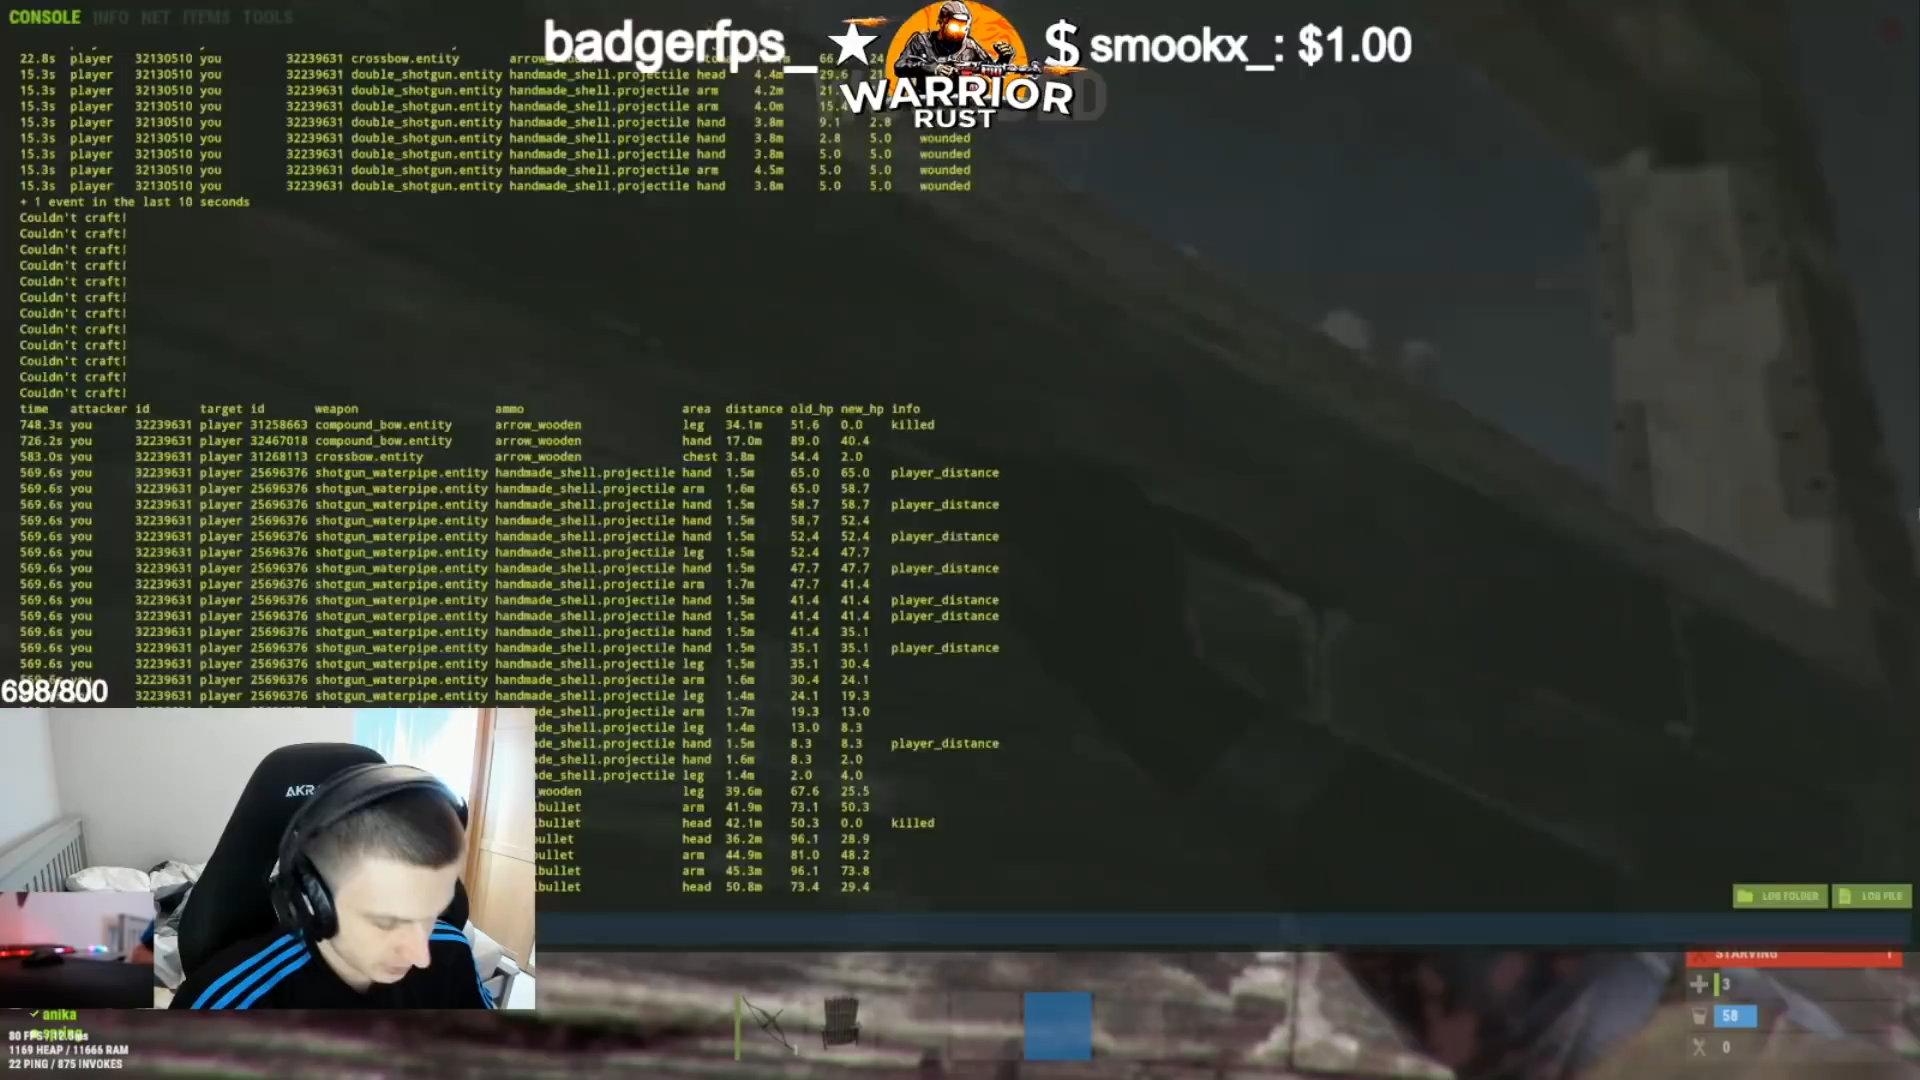 CONSOLE INFO NET ITEMS TOOLS
badgerfps_ $ smookx_: $1.00
WARRIOR
RUST
22.8s player 32130510 you 32239631 crossbow.entity
15.3s player 32130510 you 32239631 double_shotgun.entity handmade_shell.projectile head 4.4m 29.6
15.3s player 32130510 you 32239631 double_shotgun.entity handmade_shell.projectile arm 4.2m
15.3s player 32130510 you 32239631 double_shotgun.entity handmade_shell.projectile arm 4.0m 15.4
15.3s player 32130510 you 32239631 double_shotgun.entity handmade_shell.projectile hand 3.8m 9.1 2.8
15.3s player 32130510 you 32239631 double_shotgun.entity handmade_shell.projectile hand 3.8m 2.8 5.0 wounded
15.3s player 32130510 you 32239631 double_shotgun.entity handmade_shell.projectile hand 3.8m 5.0 5.0 wounded
15.3s player 32130510 you 32239631 double_shotgun.entity handmade_shell.projectile arm 4.5m 5.0 5.0 wounded
15.3s player 32130510 you 32239631 double_shotgun.entity handmade_shell.projectile hand 3.8m 5.0 5.0 wounded
+ 1 event in the last 10 seconds
Couldn't craft!
Couldn't craft!
Couldn't craft!
Couldn't craft!
Couldn't craft!
Couldn't craft!
Couldn't craft!
Couldn't craft!
Couldn't craft!
Couldn't craft!
Couldn't craft!
Couldn't craft!
time attacker id target id weapon ammo area distance old_hp new_hp info
748.3s you 32239631 player 31258663 compound_bow.entity arrow_wooden leg 34.1m 51.6 0.0 killed
726.2s you 32239631 player 32467018 compound_bow.entity arrow_wooden hand 17.0m 89.0 40.4
583.0s you 32239631 player 31268113 crossbow.entity arrow_wooden chest 3.8m 54.4 2.0
569.6s you 32239631 player 25696376 shotgun_waterpipe.entity handmade_shell.projectile hand 1.5m 65.0 65.0 player_distance
569.6s you 32239631 player 25696376 shotgun_waterpipe.entity handmade_shell.projectile arm 1.6m 65.0 58.7
569.6s you 32239631 player 25696376 shotgun_waterpipe.entity handmade_shell.projectile hand 1.5m 58.7 58.7 player_distance
569.6s you 32239631 player 25696376 shotgun_waterpipe.entity handmade_shell.projectile hand 1.5m 58.7 52.4
569.6s you 32239631 player 25696376 shotgun_waterpipe.entity handmade_shell.projectile hand 1.5m 52.4 52.4 player_distance
569.6s you 32239631 player 25696376 shotgun_waterpipe.entity handmade_shell.projectile leg 1.5m 52.4 47.7
569.6s you 32239631 player 25696376 shotgun_waterpipe.entity handmade_shell.projectile hand 1.5m 47.7 47.7 player_distance
569.6s you 32239631 player 25696376 shotgun_waterpipe.entity handmade_shell.projectile arm 1.7m 47.7 41.4
569.6s you 32239631 player 25696376 shotgun_waterpipe.entity handmade_shell.projectile hand 1.5m 41.4 41.4 player_distance
569.6s you 32239631 player 25696376 shotgun_waterpipe.entity handmade_shell.projectile hand 1.5m 41.4 41.4 player_distance
569.6s you 32239631 player 25696376 shotgun_waterpipe.entity handmade_shell.projectile hand 1.5m 41.4 35.1
569.6s you 32239631 player 25696376 shotgun_waterpipe.entity handmade_shell.projectile hand 1.5m 35.1 35.1 player_distance
569.6s you 32239631 player 25696376 shotgun_waterpipe.entity handmade_shell.projectile leg 1.5m 35.1 30.4
569.6s you 32239631 player 25696376 shotgun_waterpipe.entity handmade_shell.projectile arm 1.6m 30.4 24.1
698/800 32239631 player 25696376 shotgun_waterpipe.entity handmade_shell.projectile leg 1.4m 24.1 19.3
ade_shell.projectile arm 1.7m 19.3 13.0
ade_shell.projectile leg 1.4m 13.0 8.3
ade_shell.projectile hand 1.5m 8.3 8.3 player_distance
ade_shell.projectile hand 1.6m 8.3 2.0
ade_shell.projectile leg 1.4m 2.0 4.0
_wooden leg 39.6m 67.6 25.5
bullet arm 41.9m 73.1 50.3
bullet head 42.1m 50.3 0.0 killed
bullet head 36.2m 96.1 28.9
bullet arm 44.9m 81.0 48.2
bullet arm 45.3m 96.1 73.8
bullet head 50.8m 73.4 29.4
AKR
LOG FOLDER LOG FILE
STARVING 1
3
58
0
anika
80 FPS
1169 HEAP / 11666 RAM
22 PING / 875 INVOKES
1